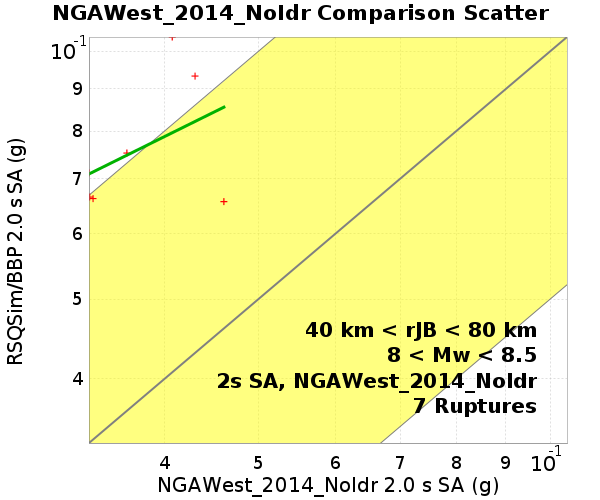 NGAWest_2014_NoIdr Comparison Scatter
10-1
9
8
7
6
5
4
RSQSim/BBP 2.0 s SA (g)
40 km < rJB < 80 km
8 < Mw < 8.5
2s SA, NGAWest_2014_NoIdr
7 Ruptures
4 5 6 7 8 9 10-1
NGAWest_2014_NoIdr 2.0 s SA (g)